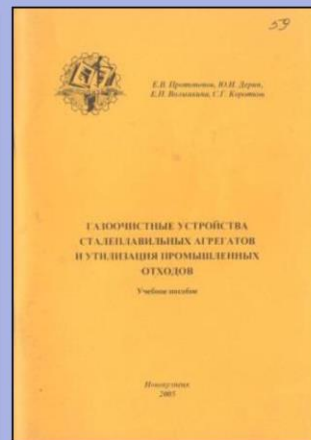 59
Е.В. Протопопов, Ю.Н. Дерин,
Е.П. Волынкина, С.Г. Коротков
ГАЗООЧИСТНЫЕ УСТРОЙСТВА
СТАЛЕПЛАВИЛЬНЫХ АГРЕГАТОВ
И УТИЛИЗАЦИЯ ПРОМЫШЛЕННЫХ
ОТХОДОВ
Учебное пособие
Новокузнецк
2005